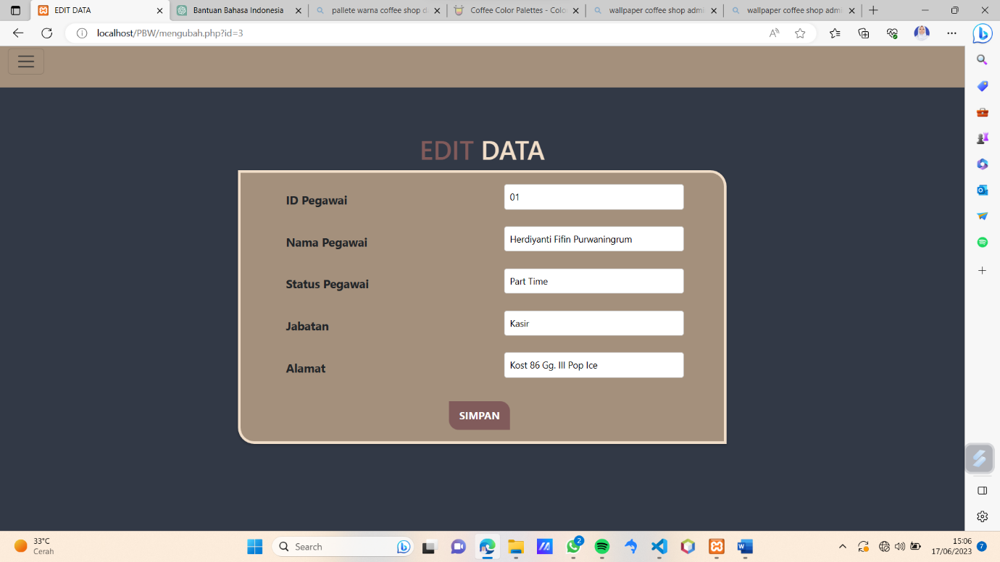 EDIT DATA
Bantuan Bahasa Indonesia
pallete warna coffee shop d
Coffee Color Palettes - Colo
wallpaper coffee shop admi
wallpaper coffee shop admi
localhost/PBW/mengubah.php?id=3
EDIT DATA
ID Pegawai
01
Nama Pegawai
Herdiyanti Fifin Purwaningrum
Status Pegawai
Part Time
Jabatan
Kasir
Alamat
Kost 86 Gg. III Pop Ice
SIMPAN
33°C
Cerah
Search
2
15:06
17/06/2023
7